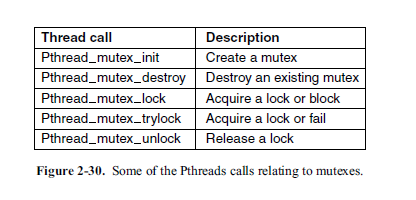 Thread call Description
Pthread_mutex_init Create a mutex
Pthread_mutex_destroy Destroy an existing mutex
Pthread_mutex_lock Acquire a lock or block
Pthread_mutex_trylock Acquire a lock or fail
Pthread_mutex_unlock Release a lock
Figure 2-30. Some of the Pthreads calls relating to mutexes.